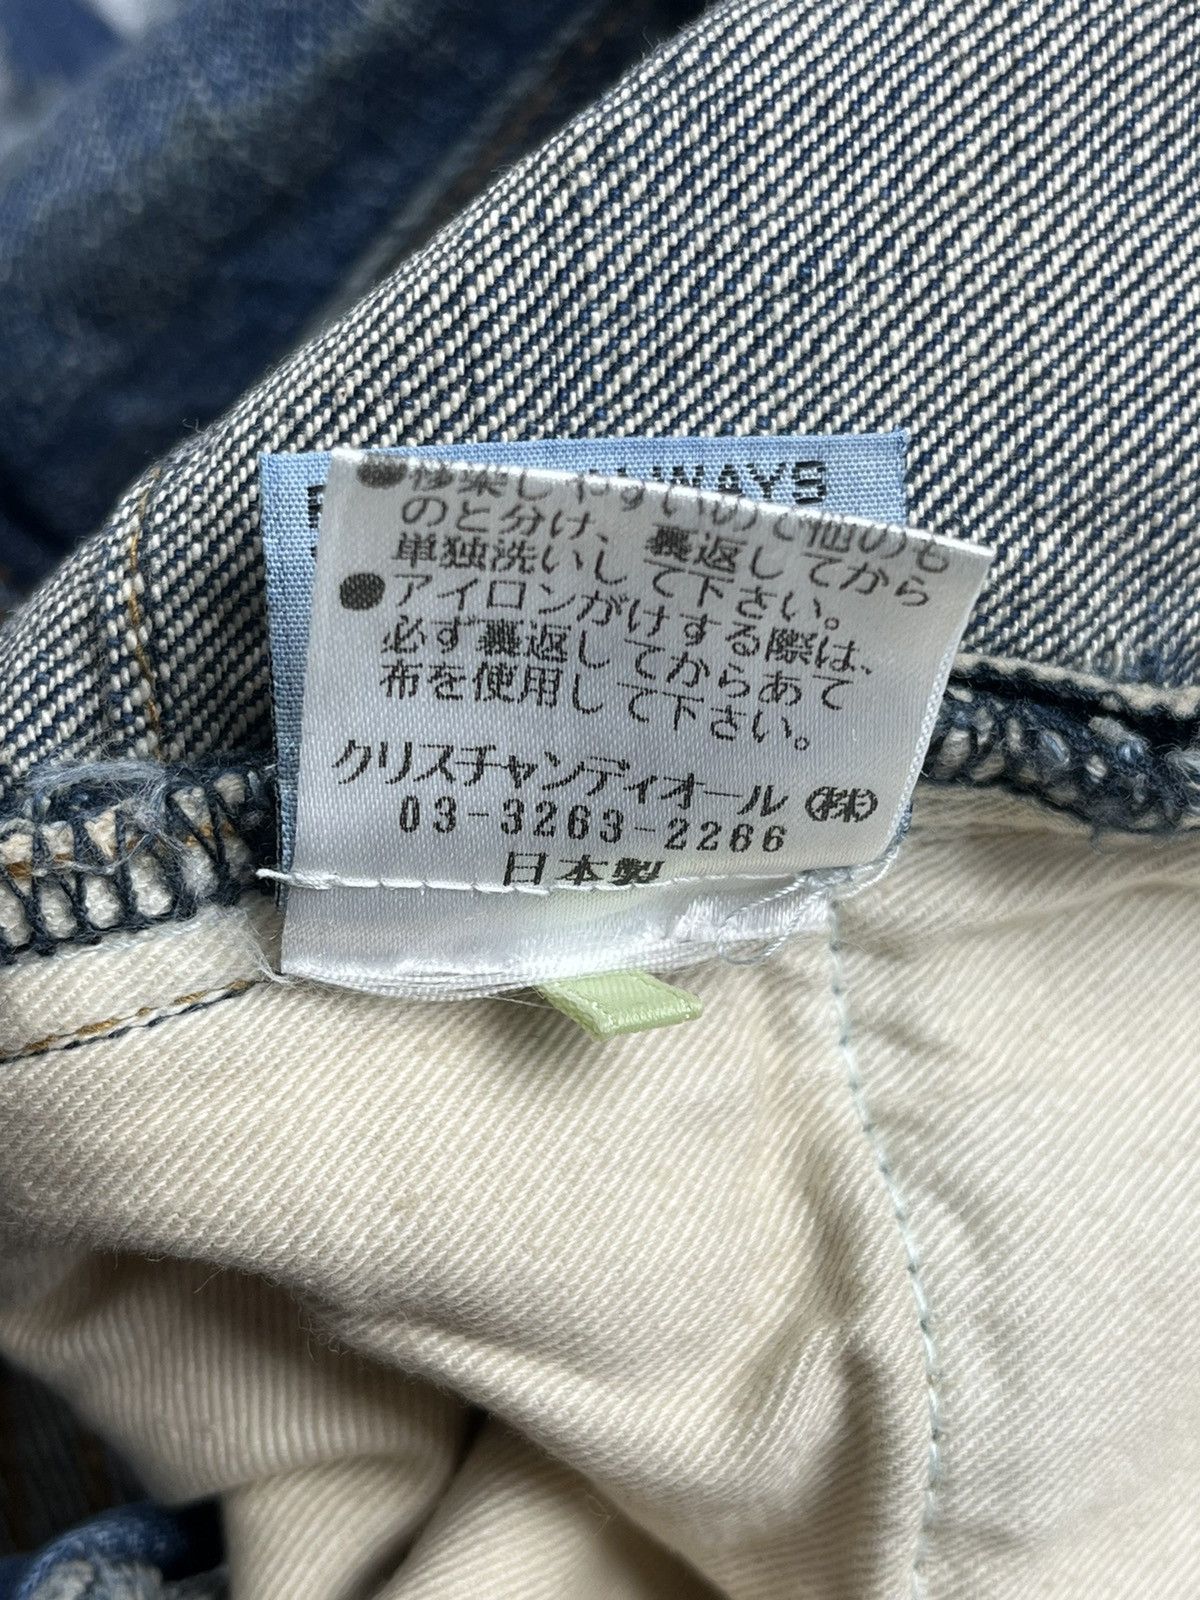 WAYS
●移染しやすいので他のも
のと分け、裏返してから
単独洗いして下さい。
●アイロンがけする際は、
必ず裏返してからあて
布を使用して下さい。
クリスチャンディオール㈱
03-3263-2266
日本製